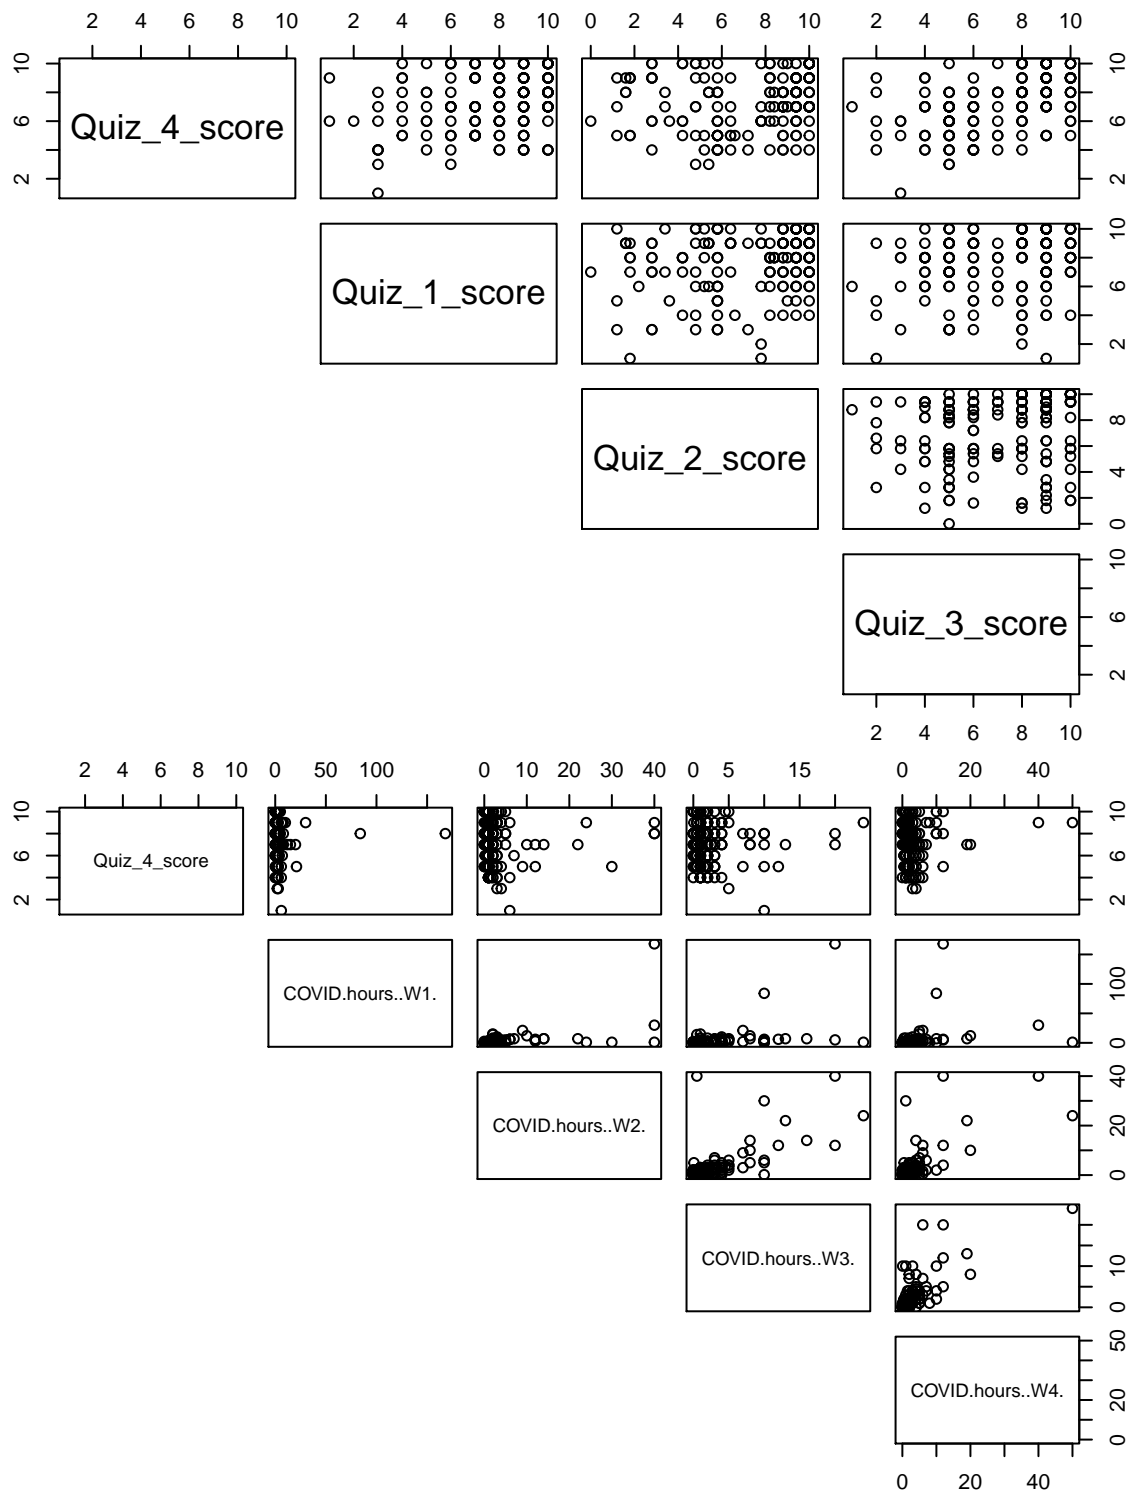 2 4 6 8 10 0 2 4 6 8 10
2 4 6 8 10 2 4 6 8 10
2 6 10 Quiz_4_score 2 6 10
Quiz_1_score 2 6 10
Quiz_2_score 0 4 8
Quiz_3_score 2 6 10
2 4 6 8 10
2 4 6 8 10 0 50 100 0 10 20 30 40 0 5 15 0 20 40
2 6 10 Quiz_4_score 2 6 10
COVID.hours..W1. 0 100
COVID.hours..W2. 0 20 40
COVID.hours..W3. 0 10
COVID.hours..W4. 0 20 50
0 20 40